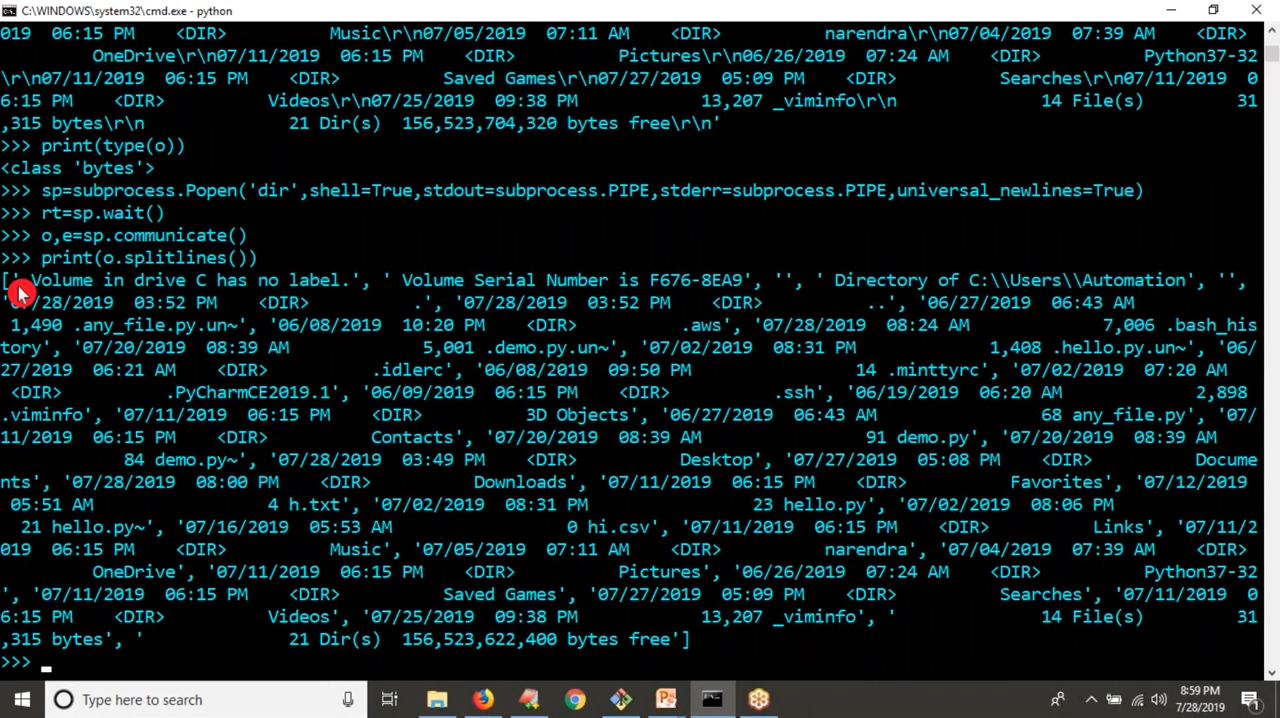 C:\WINDOWS\system32\cmd.exe - python
019  06:15 PM    <DIR>          Music\r\n07/05/2019  07:11 AM    <DIR>          narendra\r\n07/04/2019  07:39 AM    <DIR>
          OneDrive\r\n07/11/2019  06:15 PM    <DIR>          Pictures\r\n06/26/2019  07:24 AM    <DIR>          Python37-32
\r\n07/11/2019  06:15 PM    <DIR>          Saved Games\r\n07/27/2019  05:09 PM    <DIR>          Searches\r\n07/11/2019  0
6:15 PM    <DIR>          Videos\r\n07/25/2019  09:38 PM            13,207 _viminfo\r\n              14 File(s)         31
,315 bytes\r\n              21 Dir(s)  156,523,704,320 bytes free\r\n'
>>> print(type(o))
<class 'bytes'>
>>> sp=subprocess.Popen('dir',shell=True,stdout=subprocess.PIPE,stderr=subprocess.PIPE,universal_newlines=True)
>>> rt=sp.wait()
>>> o,e=sp.communicate()
>>> print(o.splitlines())
[' Volume in drive C has no label.', ' Volume Serial Number is F676-8EA9', '', ' Directory of C:\\Users\\Automation', '',
/28/2019  03:52 PM    <DIR>          .', '07/28/2019  03:52 PM    <DIR>          ..', '06/27/2019  06:43 AM
 1,490 .any_file.py.un~', '06/08/2019  10:20 PM    <DIR>          .aws', '07/28/2019  08:24 AM             7,006 .bash_his
tory', '07/20/2019  08:39 AM             5,001 .demo.py.un~', '07/02/2019  08:31 PM             1,408 .hello.py.un~', '06/
27/2019  06:21 AM    <DIR>          .idlerc', '06/08/2019  09:50 PM                14 .minttyrc', '07/02/2019  07:20 AM
 <DIR>          .PyCharmCE2019.1', '06/09/2019  06:15 PM    <DIR>          .ssh', '06/19/2019  06:20 AM             2,898
.viminfo', '07/11/2019  06:15 PM    <DIR>          3D Objects', '06/27/2019  06:43 AM                68 any_file.py', '07/
11/2019  06:15 PM    <DIR>          Contacts', '07/20/2019  08:39 AM                91 demo.py', '07/20/2019  08:39 AM
            84 demo.py~', '07/28/2019  03:49 PM    <DIR>          Desktop', '07/27/2019  05:08 PM    <DIR>          Docume
nts', '07/28/2019  08:00 PM    <DIR>          Downloads', '07/11/2019  06:15 PM    <DIR>          Favorites', '07/12/2019
 05:51 AM                 4 h.txt', '07/02/2019  08:31 PM                23 hello.py', '07/02/2019  08:06 PM
  21 hello.py~', '07/16/2019  05:53 AM                 0 hi.csv', '07/11/2019  06:15 PM    <DIR>          Links', '07/11/2
019  06:15 PM    <DIR>          Music', '07/05/2019  07:11 AM    <DIR>          narendra', '07/04/2019  07:39 AM    <DIR>
          OneDrive', '07/11/2019  06:15 PM    <DIR>          Pictures', '06/26/2019  07:24 AM    <DIR>          Python37-32
', '07/11/2019  06:15 PM    <DIR>          Saved Games', '07/27/2019  05:09 PM    <DIR>          Searches', '07/11/2019  0
6:15 PM    <DIR>          Videos', '07/25/2019  09:38 PM            13,207 _viminfo', '              14 File(s)         31
,315 bytes', '              21 Dir(s)  156,523,622,400 bytes free']
>>>
Type here to search
8:59 PM
7/28/2019
1